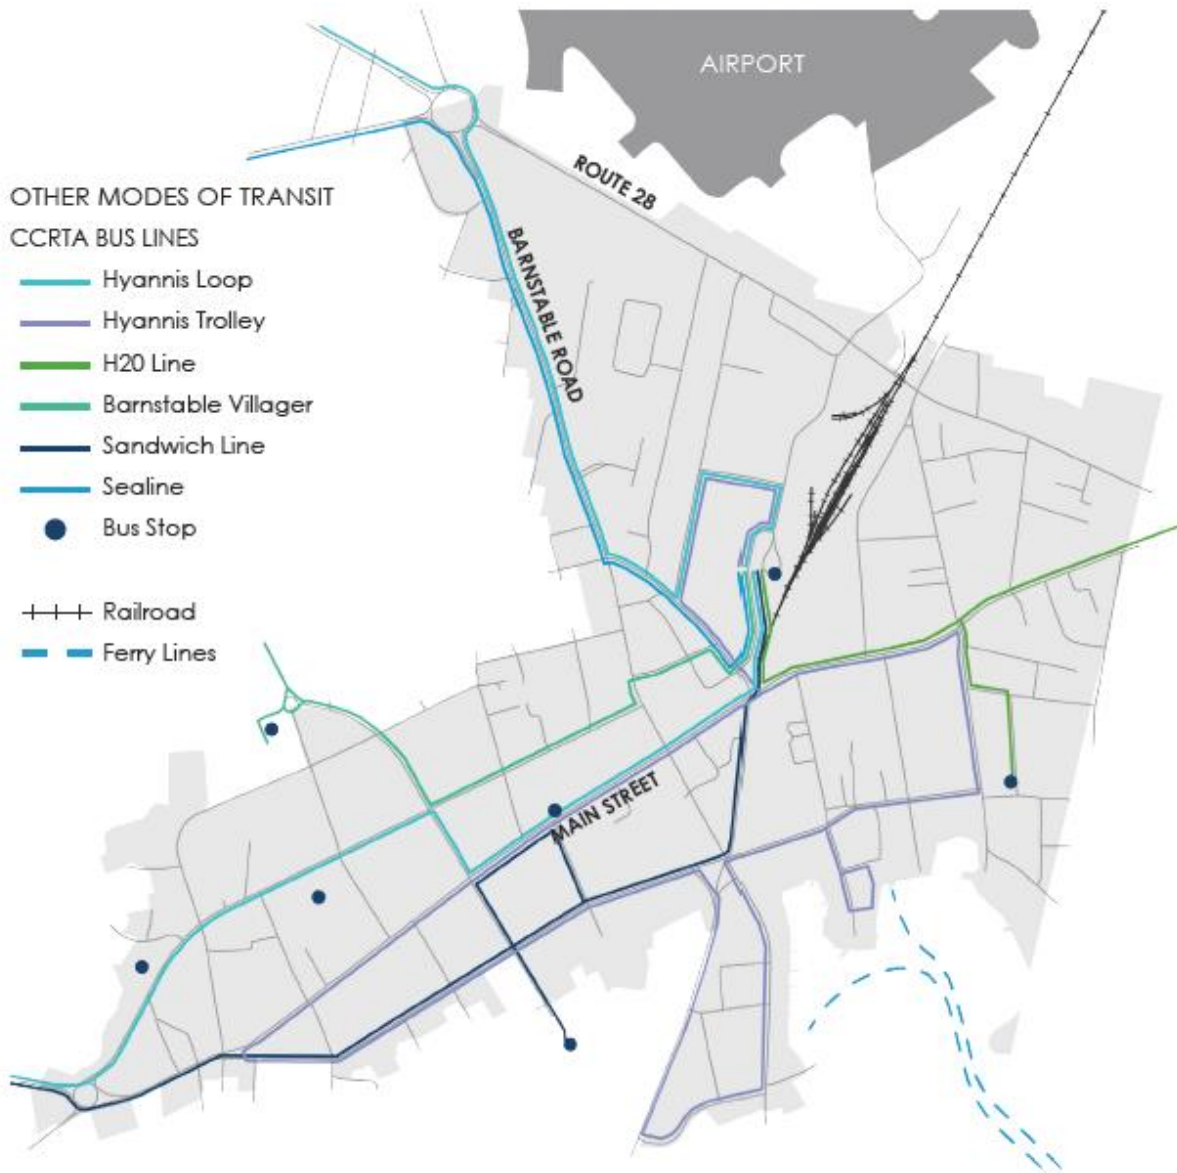 AIRPORT
ROUTE 28
OTHER MODES OF TRANSIT
CCRTA BUS LINES
BARNSTABLE ROAD
Hyannis Loop
Hyannis Trolley
H20 Line
Barnstable Villager
Sandwich Line
Sealine
Bus Stop
Railroad
Ferry Lines
MAIN STREET